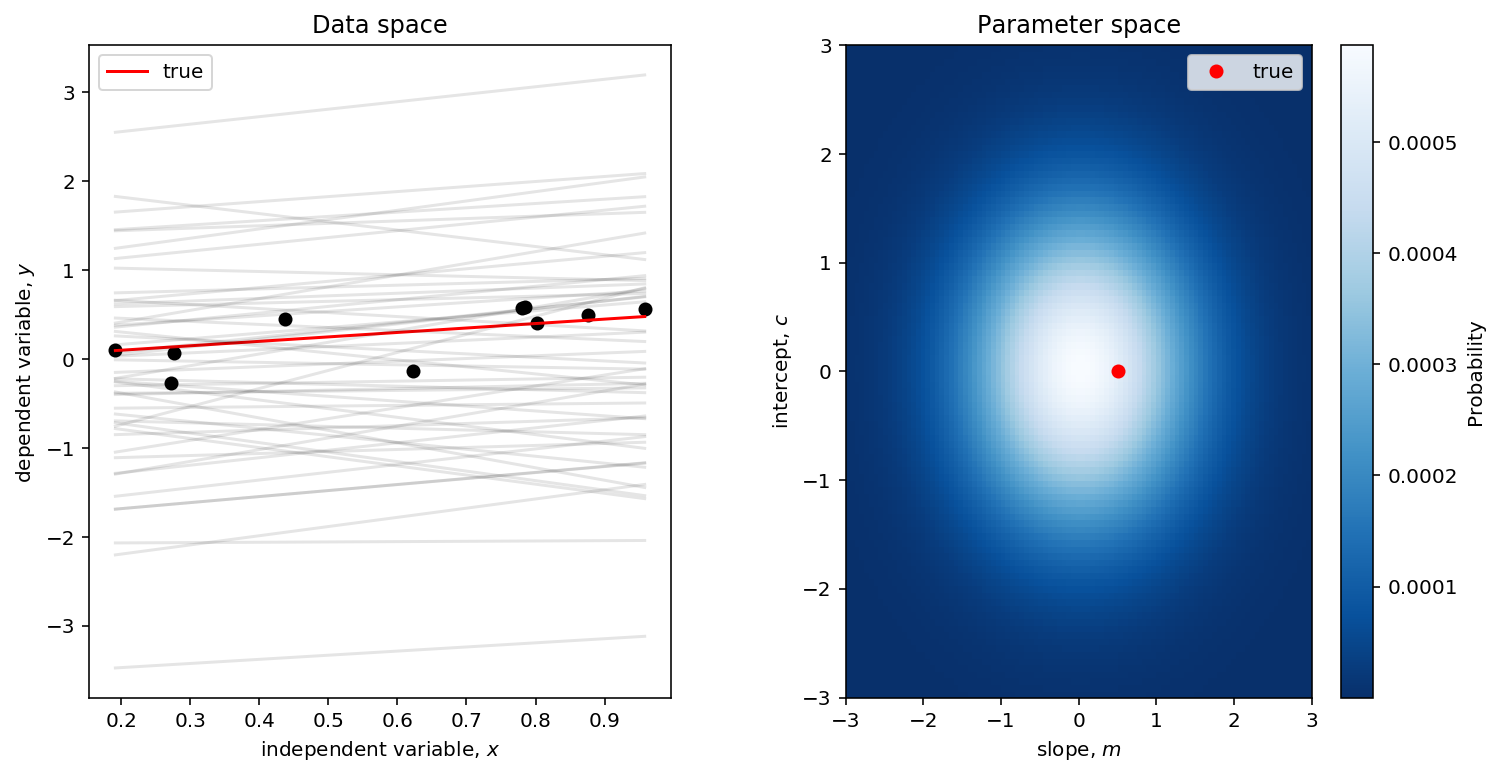 Data space
true
3
2
1
0
−1
−2
−3
0.2 0.3 0.4 0.5 0.6 0.7 0.8 0.9
independent variable, x
dependent variable, y
Parameter space
true
3
2
1
0
−1
−2
−3
−3 −2 −1 0 1 2 3
slope, m
intercept, c
0.0005
0.0004
0.0003
0.0002
0.0001
Probability